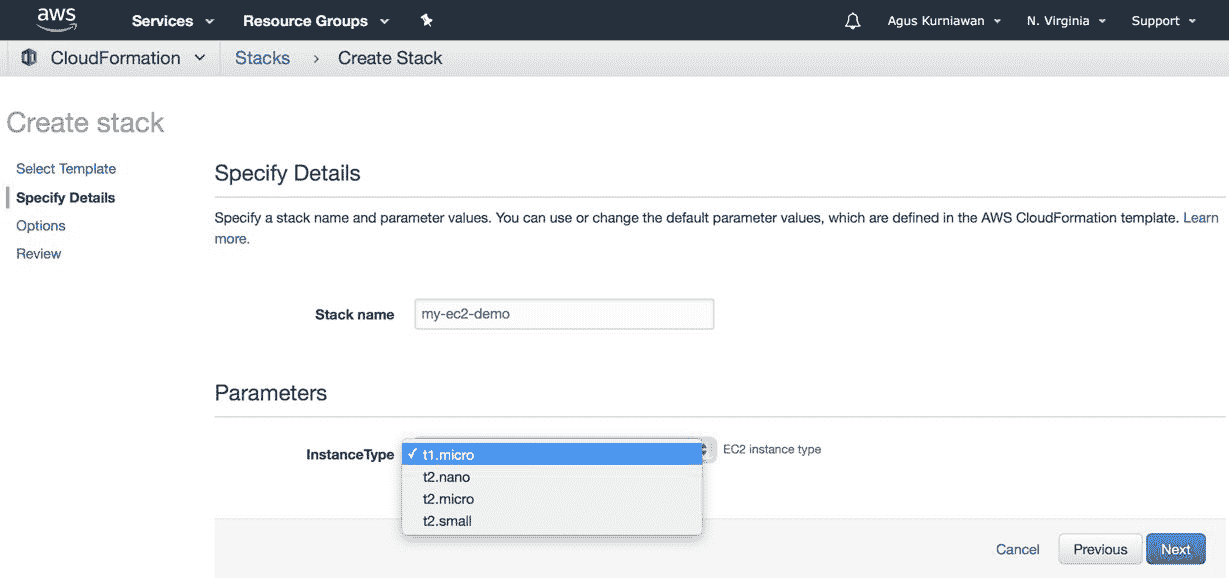 aws Services Resource Groups Agus Kurniawan N. Virginia Support
CloudFormation Stacks › Create Stack
Create stack
Select Template
Specify Details
Options
Review
Specify Details
Specify a stack name and parameter values. You can use or change the default parameter values, which are defined in the AWS CloudFormation template. Learn
more.
Stack name my-ec2-demo
Parameters
InstanceType ✓ t1.micro EC2 instance type
t2.nano
t2.micro
t2.small
Cancel Previous Next